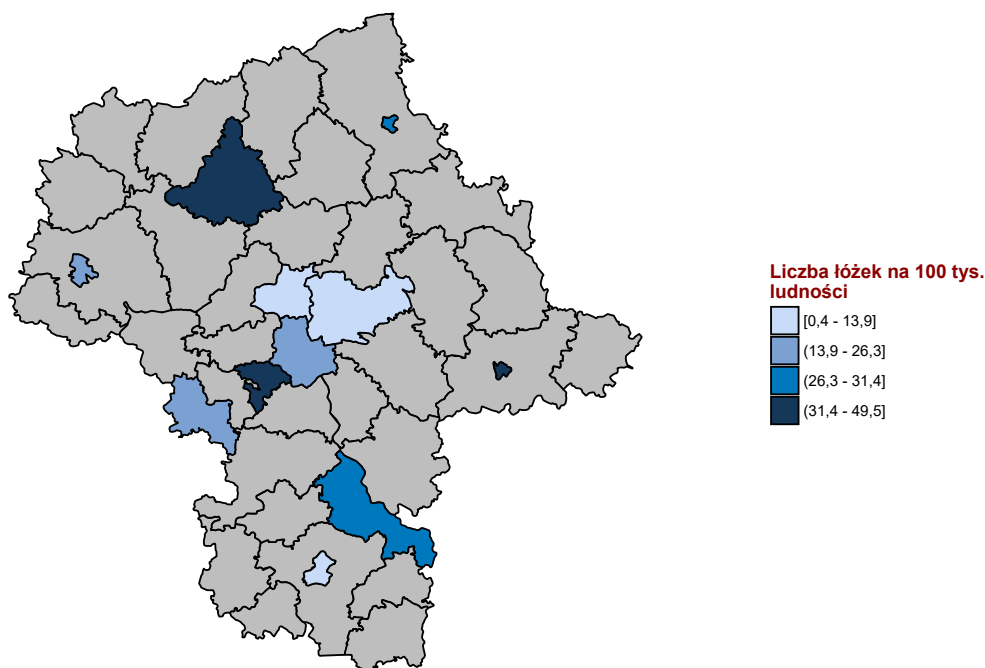 Liczba łóżek na 100 tys.
ludności
[0,4 - 13,9]
(13,9 - 26,3]
(26,3 - 31,4]
(31,4 - 49,5]